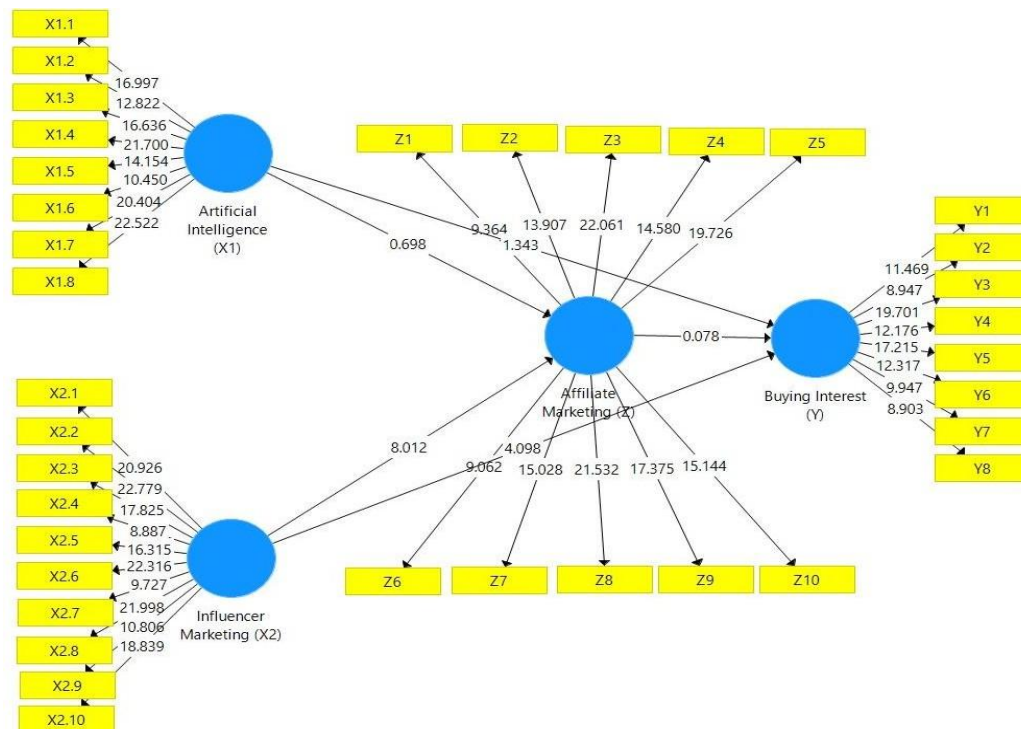 X1.1
X1.2
X1.3
X1.4
X1.5
X1.6
X1.7
X1.8
16.997
12.822
16.636
21.700
14.154
10.450
20.404
22.522
Artificial
Intelligence
(X1)
Z1
Z2
Z3
Z4
Z5
9.364
13.907
22.061
14.580
19.726
0.698
1.343
Affiliate
Marketing (Z)
0.078
Buying Interest
(Y)
Y1
Y2
Y3
Y4
Y5
Y6
Y7
Y8
11.469
8.947
19.701
12.176
17.215
12.317
9.947
8.903
X2.1
X2.2
X2.3
X2.4
X2.5
X2.6
X2.7
X2.8
X2.9
X2.10
20.926
22.779
17.825
8.887
16.315
22.316
9.727
21.998
10.806
18.839
Influencer
Marketing (X2)
8.012
4.098
9.062
15.028
21.532
17.375
15.144
Z6
Z7
Z8
Z9
Z10